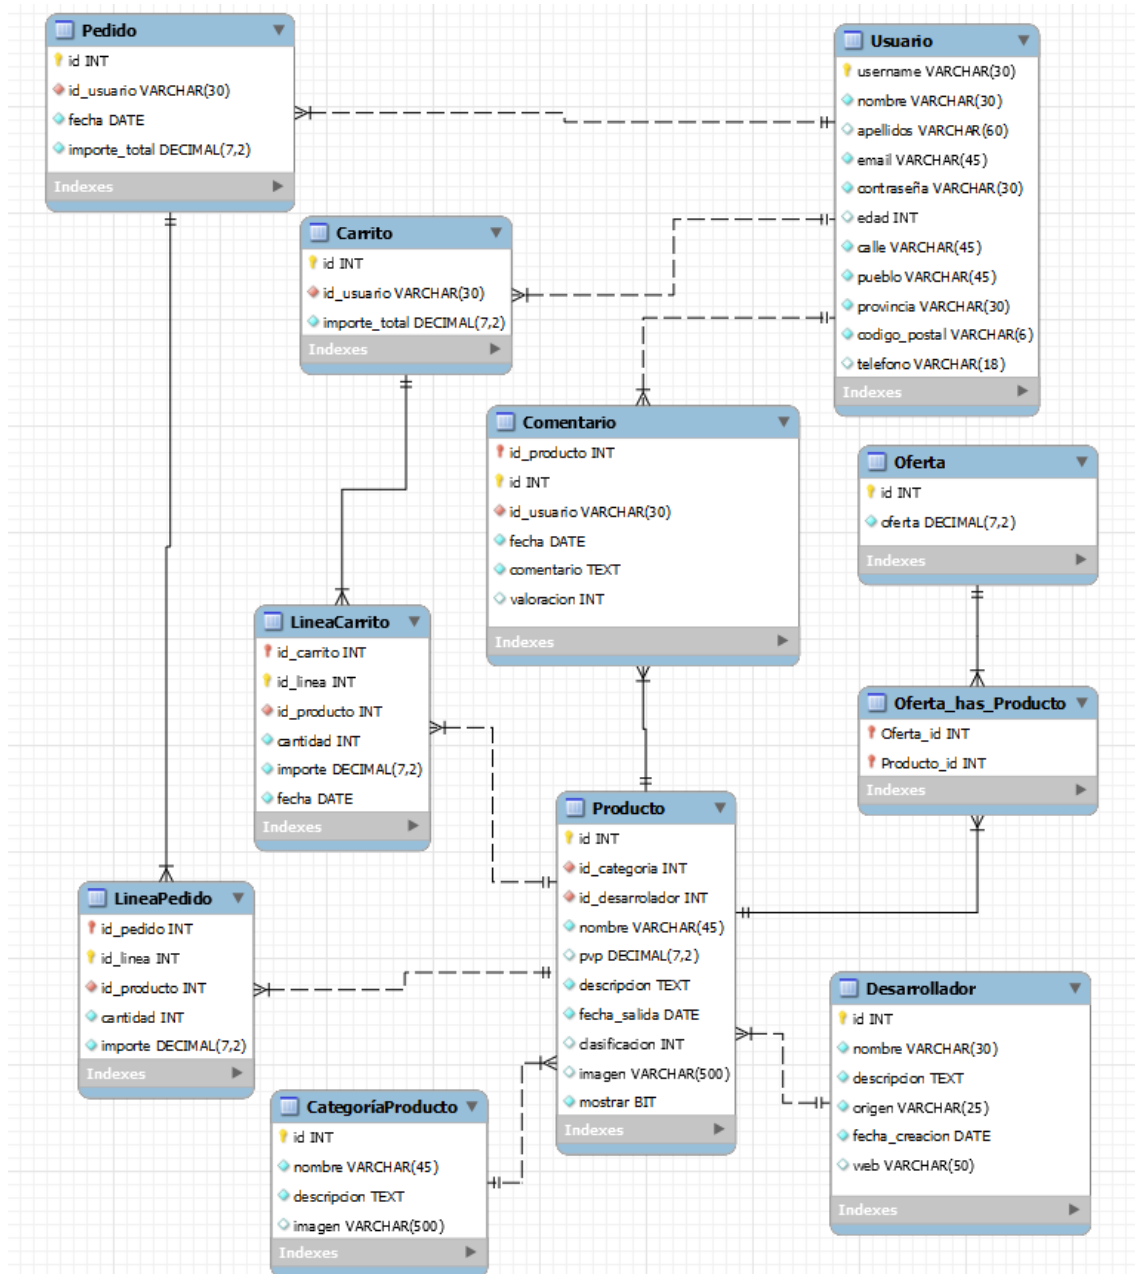 Pedido
id INT
id_usuario VARCHAR(30)
fecha DATE
importe_total DECIMAL(7,2)
Indexes
Usuario
username VARCHAR(30)
nombre VARCHAR(30)
apellidos VARCHAR(60)
email VARCHAR(45)
contraseña VARCHAR(30)
edad INT
calle VARCHAR(45)
pueblo VARCHAR(45)
provincia VARCHAR(30)
codigo_postal VARCHAR(6)
telefono VARCHAR(18)
Indexes
Carrito
id INT
id_usuario VARCHAR(30)
importe_total DECIMAL(7,2)
Indexes
Comentario
id_producto INT
id INT
id_usuario VARCHAR(30)
fecha DATE
comentario TEXT
valoracion INT
Indexes
Oferta
id INT
oferta DECIMAL(7,2)
Indexes
LineaCarrito
id_carrito INT
id_linea INT
id_producto INT
cantidad INT
importe DECIMAL(7,2)
fecha DATE
Indexes
Oferta_has_Producto
Oferta_id INT
Producto_id INT
Indexes
Producto
id INT
id_categoria INT
id_desarrolador INT
nombre VARCHAR(45)
pvp DECIMAL(7,2)
descripcion TEXT
fecha_salida DATE
clasificacion INT
imagen VARCHAR(500)
mostrar BIT
Indexes
LineaPedido
id_pedido INT
id_linea INT
id_producto INT
cantidad INT
importe DECIMAL(7,2)
Indexes
Desarrollador
id INT
nombre VARCHAR(30)
descripcion TEXT
origen VARCHAR(25)
fecha_creacion DATE
web VARCHAR(50)
Indexes
CategoríaProducto
id INT
nombre VARCHAR(45)
descripcion TEXT
imagen VARCHAR(500)
Indexes